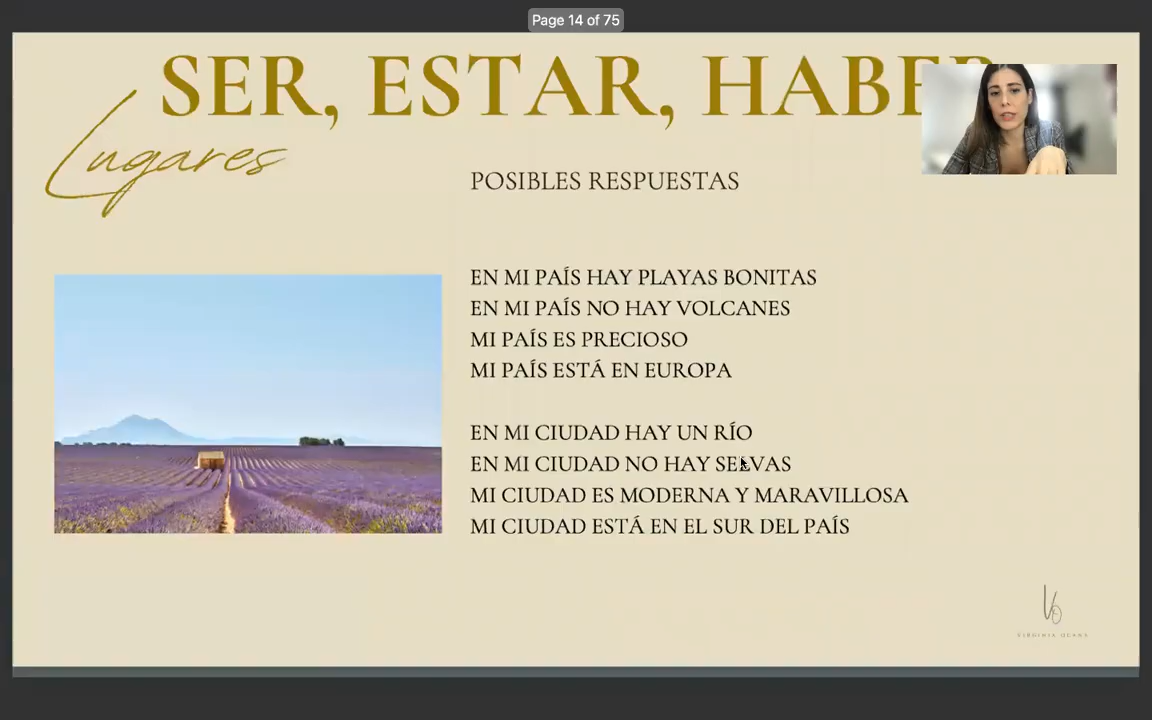 Page 14 of 75
SER, ESTAR, HABER
Lugares
POSIBLES RESPUESTAS
EN MI PAÍS HAY PLAYAS BONITAS
EN MI PAÍS NO HAY VOLCANES
MI PAÍS ES PRECIOSO
MI PAÍS ESTÁ EN EUROPA
EN MI CIUDAD HAY UN RÍO
EN MI CIUDAD NO HAY SELVAS
MI CIUDAD ES MODERNA Y MARAVILLOSA
MI CIUDAD ESTÁ EN EL SUR DEL PAÍS